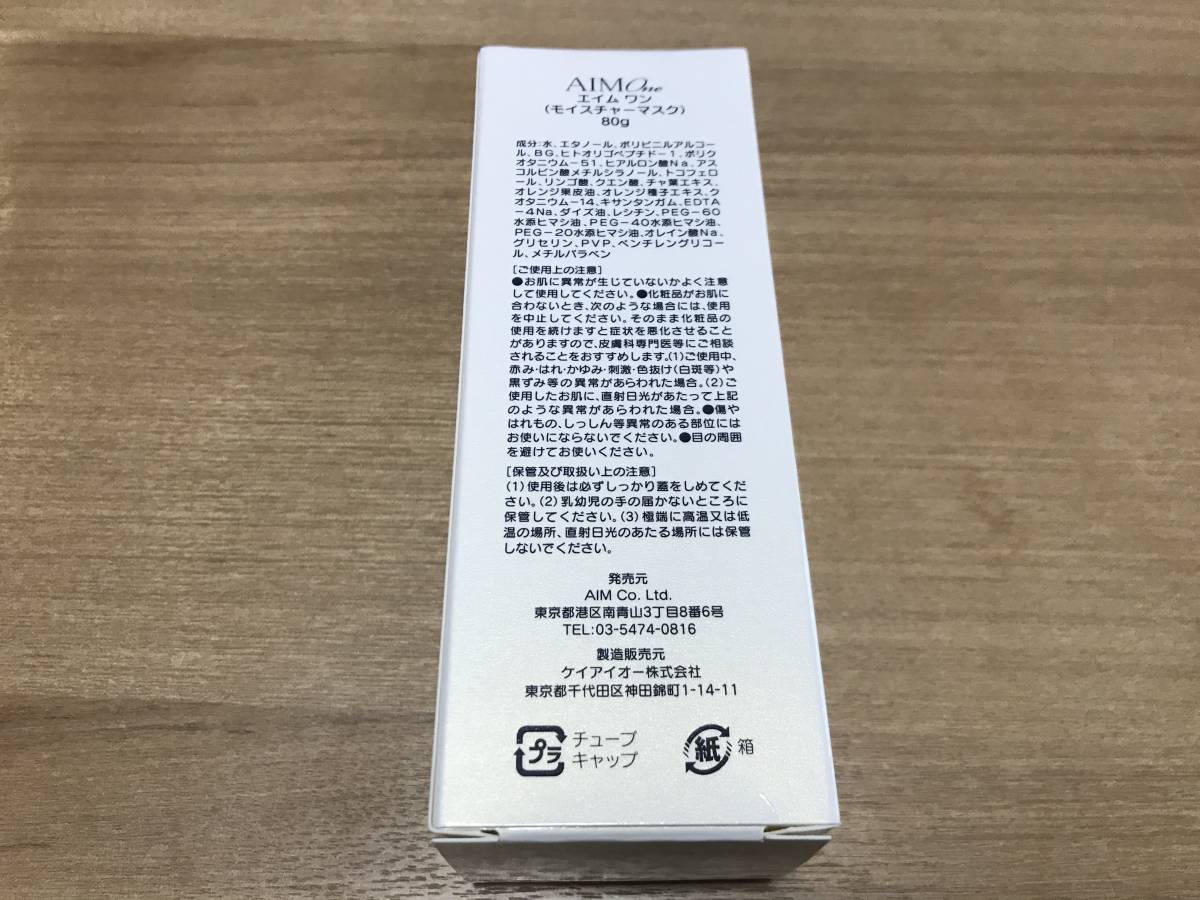 AIMOne
エイム ワン
(モイスチャーマスク)
80g
成分:水、エタノール、ポリビニルアルコー
ル、BG、ヒトオリゴペプチド-1、ポリク
オタニウム-51、ヒアルロン酸Na、アス
コルビン酸メチルシラノール、トコフェロ
ール、リンゴ酸、クエン酸、チャ葉エキス、
オレンジ果皮油、オレンジ種子エキス、ク
オタニウム-14、キサンタンガム、EDTA
-4Na、ダイズ油、レシチン、PEG-60
水添ヒマシ油、PEG-40水添ヒマシ油、
PEG-20水添ヒマシ油、オレイン酸Na、
グリセリン、PVP、ペンチレングリコー
ル、メチルパラベン
[ご使用上の注意]
●お肌に異常が生じていないかよく注意
して使用してください。●化粧品がお肌に
合わないとき、次のような場合には、使用
を中止してください。そのまま化粧品の
使用を続けますと症状を悪化させること
がありますので、皮膚科専門医等にご相談
されることをおすすめします。(1)ご使用中、
赤み・はれ・かゆみ・刺激・色抜け(白斑等)や
黒ずみ等の異常があらわれた場合。(2)ご
使用したお肌に、直射日光があたって上記
のような異常があらわれた場合。●傷や
はれもの、しっしん等異常のある部位には
お使いにならないでください。●目の周囲
を避けてお使いください。
[保管及び取扱い上の注意]
(1)使用後は必ずしっかり蓋をしめてくだ
さい。(2)乳幼児の手の届かないところに
保管してください。(3)極端に高温又は低
温の場所、直射日光のあたる場所には保管
しないでください。
発売元
AIM Co. Ltd.
東京都港区南青山3丁目8番6号
TEL:03-5474-0816
製造販売元
ケイアイオー株式会社
東京都千代田区神田錦町1-14-11
プラ チューブ
キャップ
紙 箱